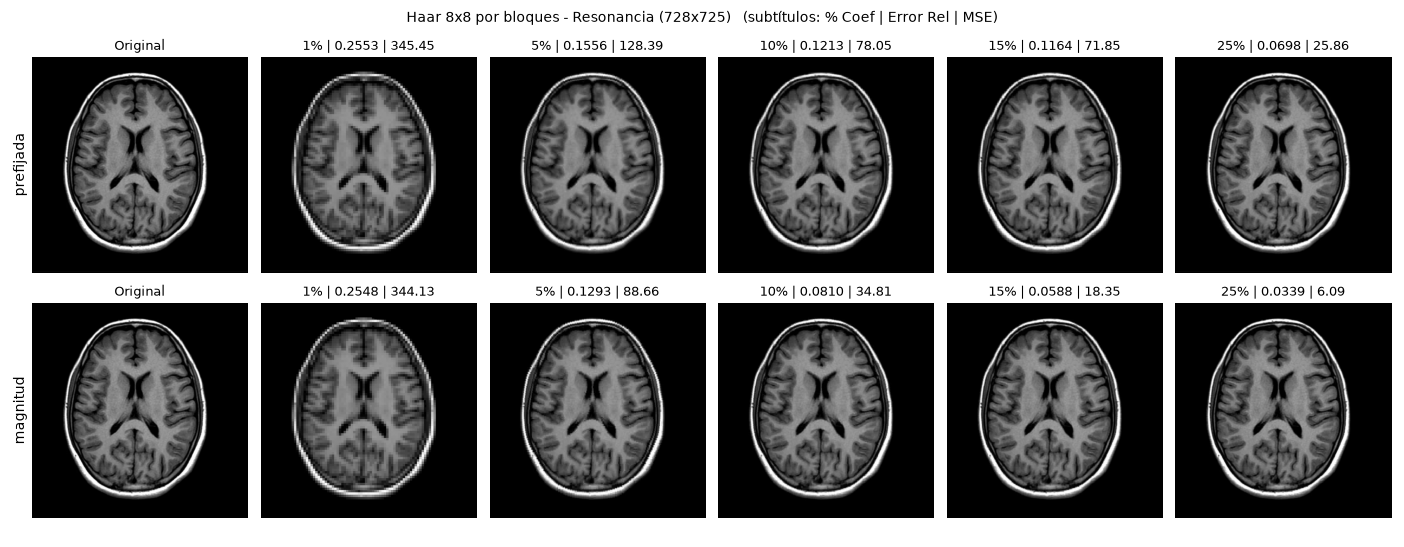 Haar 8x8 por bloques - Resonancia (728x725)   (subtítulos: % Coef | Error Rel | MSE)
Original
1% | 0.2553 | 345.45
5% | 0.1556 | 128.39
10% | 0.1213 | 78.05
15% | 0.1164 | 71.85
25% | 0.0698 | 25.86
prefijada
Original
1% | 0.2548 | 344.13
5% | 0.1293 | 88.66
10% | 0.0810 | 34.81
15% | 0.0588 | 18.35
25% | 0.0339 | 6.09
magnitud